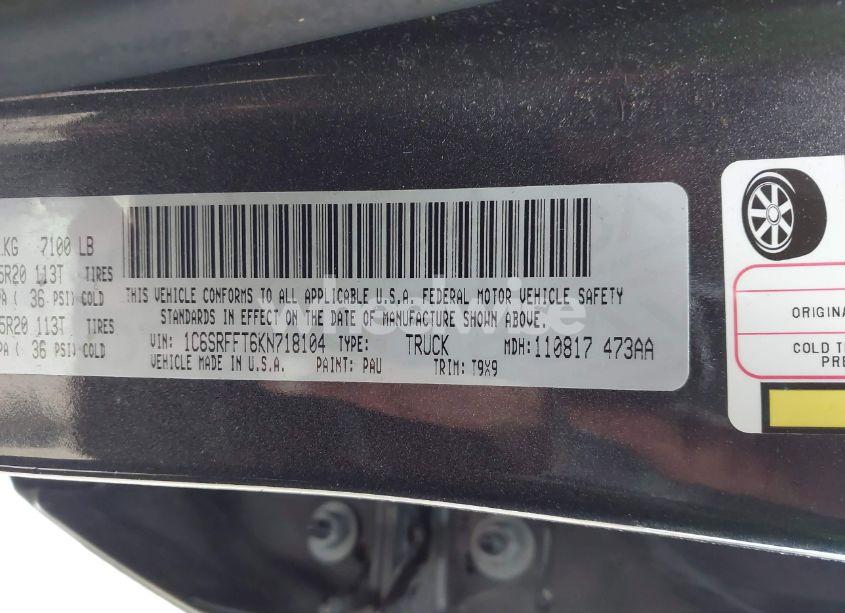 KG 7100 LB
5R20 113T TIRES
PA ( 36 PSI) COLD
5R20 113T TIRES
PA ( 36 PSI) COLD
THIS VEHICLE CONFORMS TO ALL APPLICABLE U.S.A. FEDERAL MOTOR VEHICLE SAFETY
STANDARDS IN EFFECT ON THE DATE OF MANUFACTURE SHOWN ABOVE.
VIN: 1C6SRFFT6KN718104 TYPE: TRUCK MDH: 110817 473AA
VEHICLE MADE IN U.S.A. PAINT: PAU TRIM: T9X9
ORIGINA
COLD TI
PRE